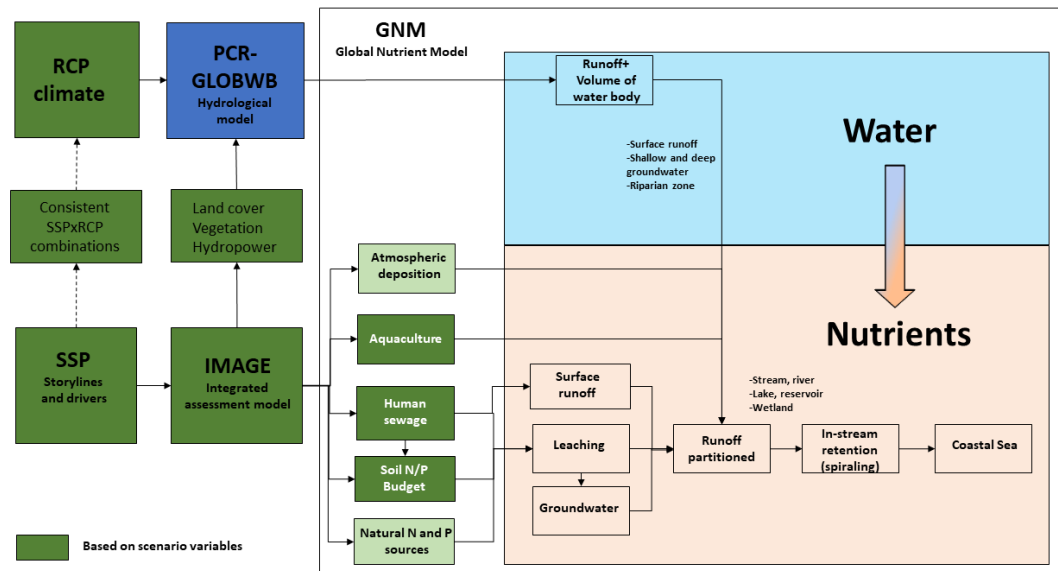 GNM
Global Nutrient Model
RCP
climate
PCR-
GLOBWB
Hydrological
model
Runoff+
Volume of
water body
Water
-Surface runoff
-Shallow and deep
groundwater
-Riparian zone
Consistent
SSPxRCP
combinations
Land cover
Vegetation
Hydropower
Atmospheric
deposition
Nutrients
SSP
Storylines
and drivers
IMAGE
Integrated
assessment model
Aquaculture
Surface
runoff
-Stream, river
-Lake, reservoir
-Wetland
Human
sewage
Leaching
Runoff
partitioned
In-stream
retention
(spiraling)
Coastal Sea
Soil N/P
Budget
Groundwater
Natural N and P
sources
Based on scenario variables